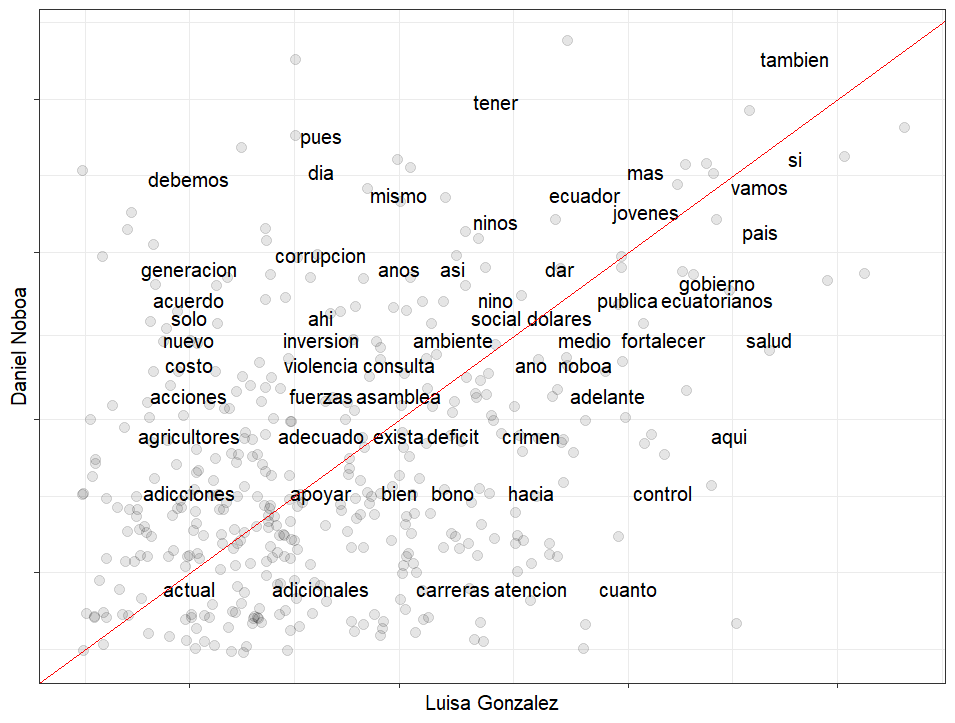 tambien
tener
pues
si
debemos dia mas
mismo ecuador vamos
ninos jovenes
pais
corrupcion
generacion anos asi dar
gobierno
acuerdo nino publica ecuatorianos
solo ahi social dolares
nuevo inversion ambiente medio fortalecer salud
costo violencia consulta ano noboa
acciones fuerzas asamblea adelante
agricultores adecuado exista deficit crimen aqui
adicciones apoyar bien bono hacia control
actual adicionales carreras atencion cuanto
Daniel Noboa
Luisa Gonzalez